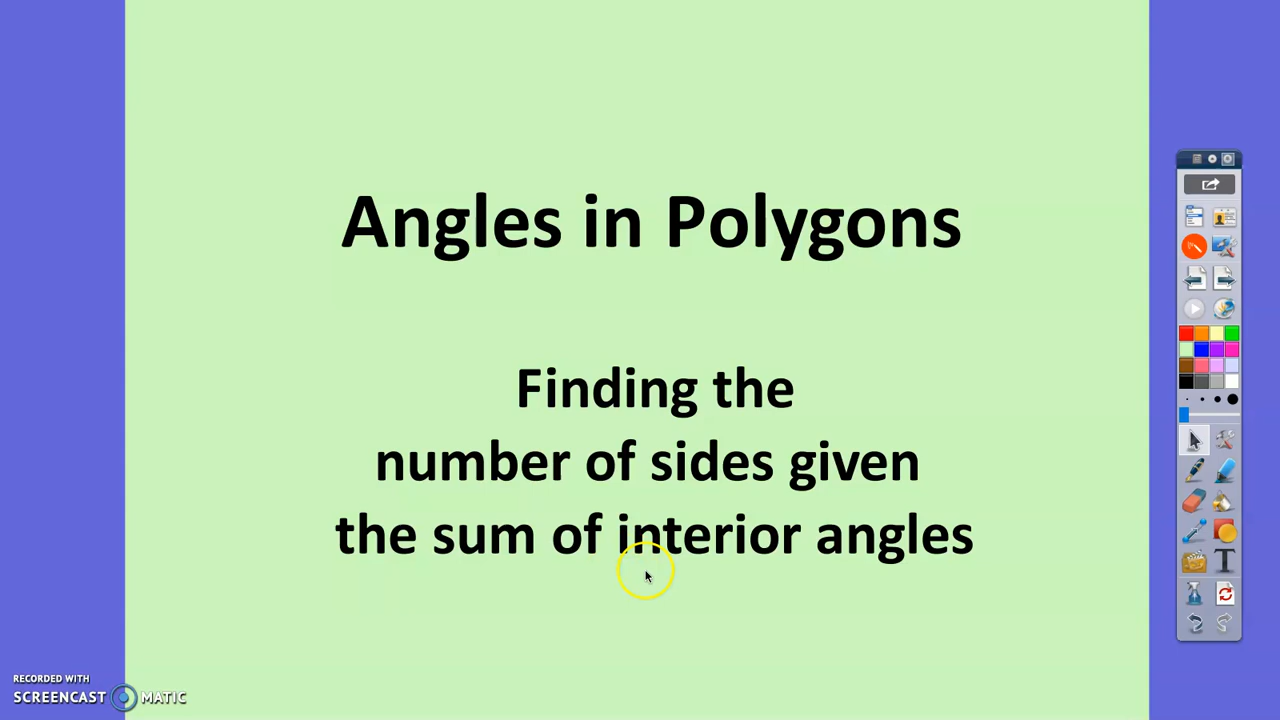 Angles in Polygons
Finding the
number of sides given
the sum of interior angles
RECORDED WITH
SCREENCAST MATIC
T